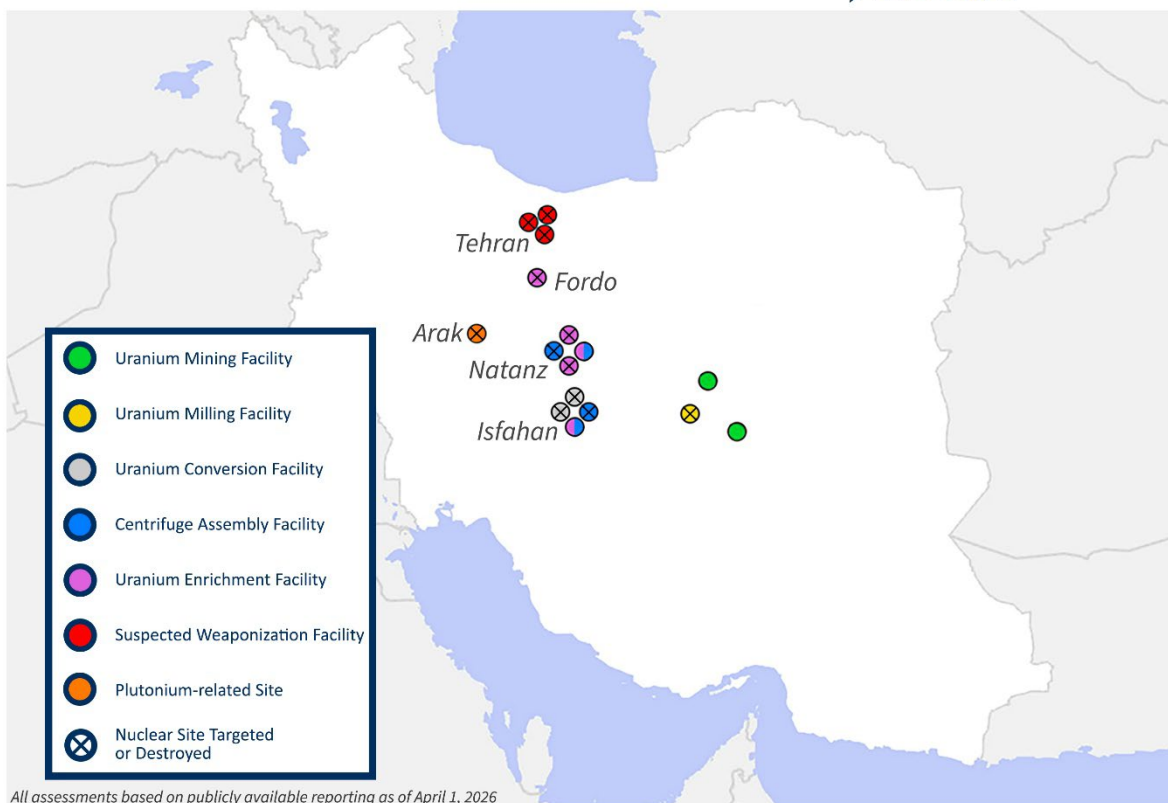 Tehran
Fordo
Arak
Natanz
Isfahan
Uranium Mining Facility
Uranium Milling Facility
Uranium Conversion Facility
Centrifuge Assembly Facility
Uranium Enrichment Facility
Suspected Weaponization Facility
Plutonium-related Site
Nuclear Site Targeted
or Destroyed
All assessments based on publicly available reporting as of April 1, 2026